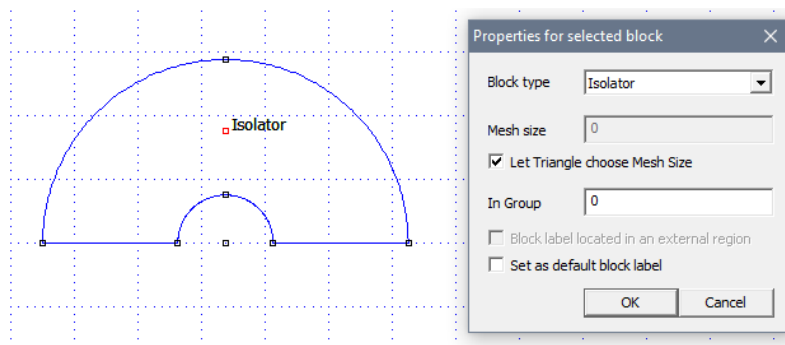 Isolator
Properties for selected block
Block type
Isolator
Mesh size
0
Let Triangle choose Mesh Size
In Group
0
Block label located in an external region
Set as default block label
OK
Cancel